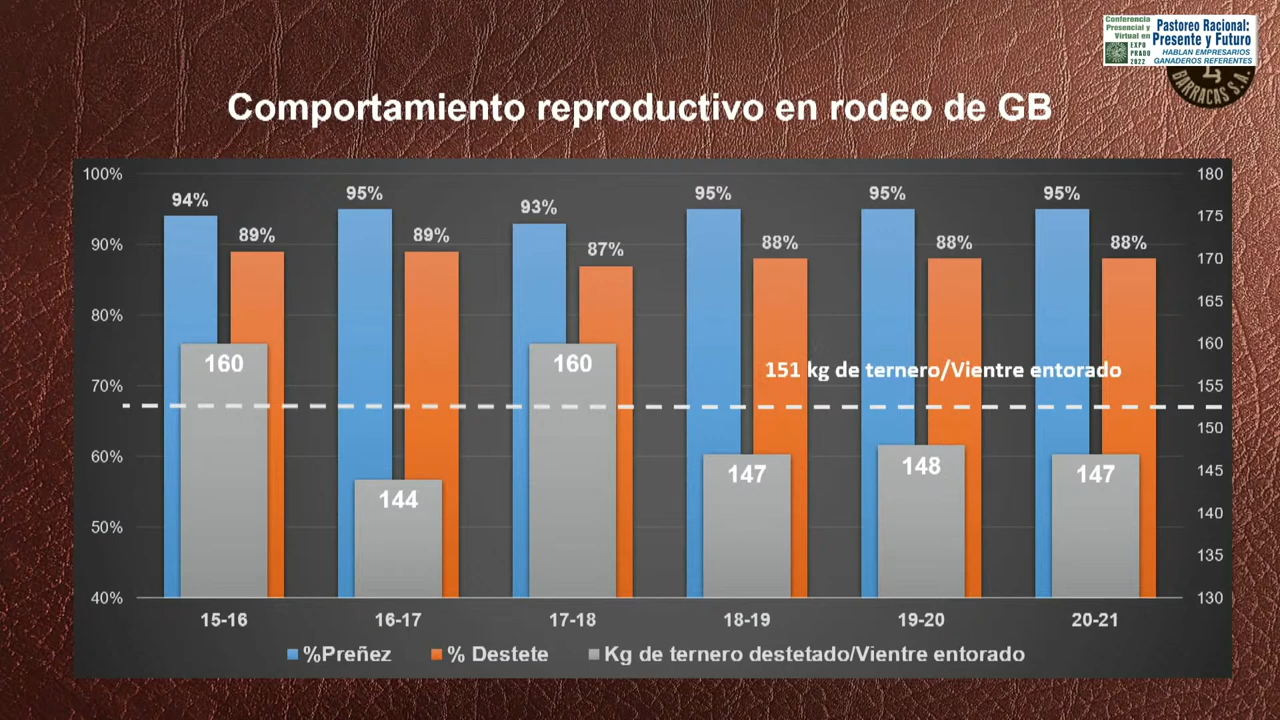 Conferencia
Presencial y
Virtual en
EXPO
PRADO
2022
Pastoreo Racional:
Presente y Futuro
HABLAN EMPRESARIOS
GANADEROS REFERENTES
BARRACAS S.A.
Comportamiento reproductivo en rodeo de GB
100%
90%
80%
70%
60%
50%
40%
94%
89%
160
95%
89%
144
93%
87%
160
95%
88%
147
95%
88%
148
95%
88%
147
151 kg de ternero/Vientre entorado
180
175
170
165
160
155
150
145
140
135
130
15-16
16-17
17-18
18-19
19-20
20-21
%Preñez
% Destete
Kg de ternero destetado/Vientre entorado